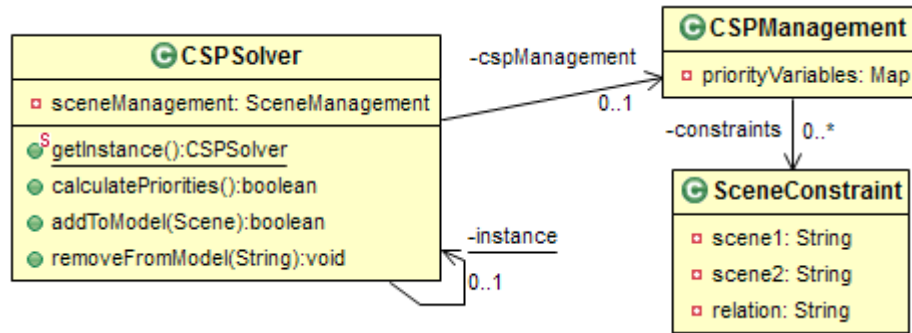 CSPSolver
sceneManagement: SceneManagement
getInstance():CSPSolver
calculatePriorities():boolean
addToModel(Scene):boolean
removeFromModel(String):void
-cspManagement
0..1
-instance
0..1
CSPManagement
priorityVariables: Map
-constraints
0..*
SceneConstraint
scene1: String
scene2: String
relation: String